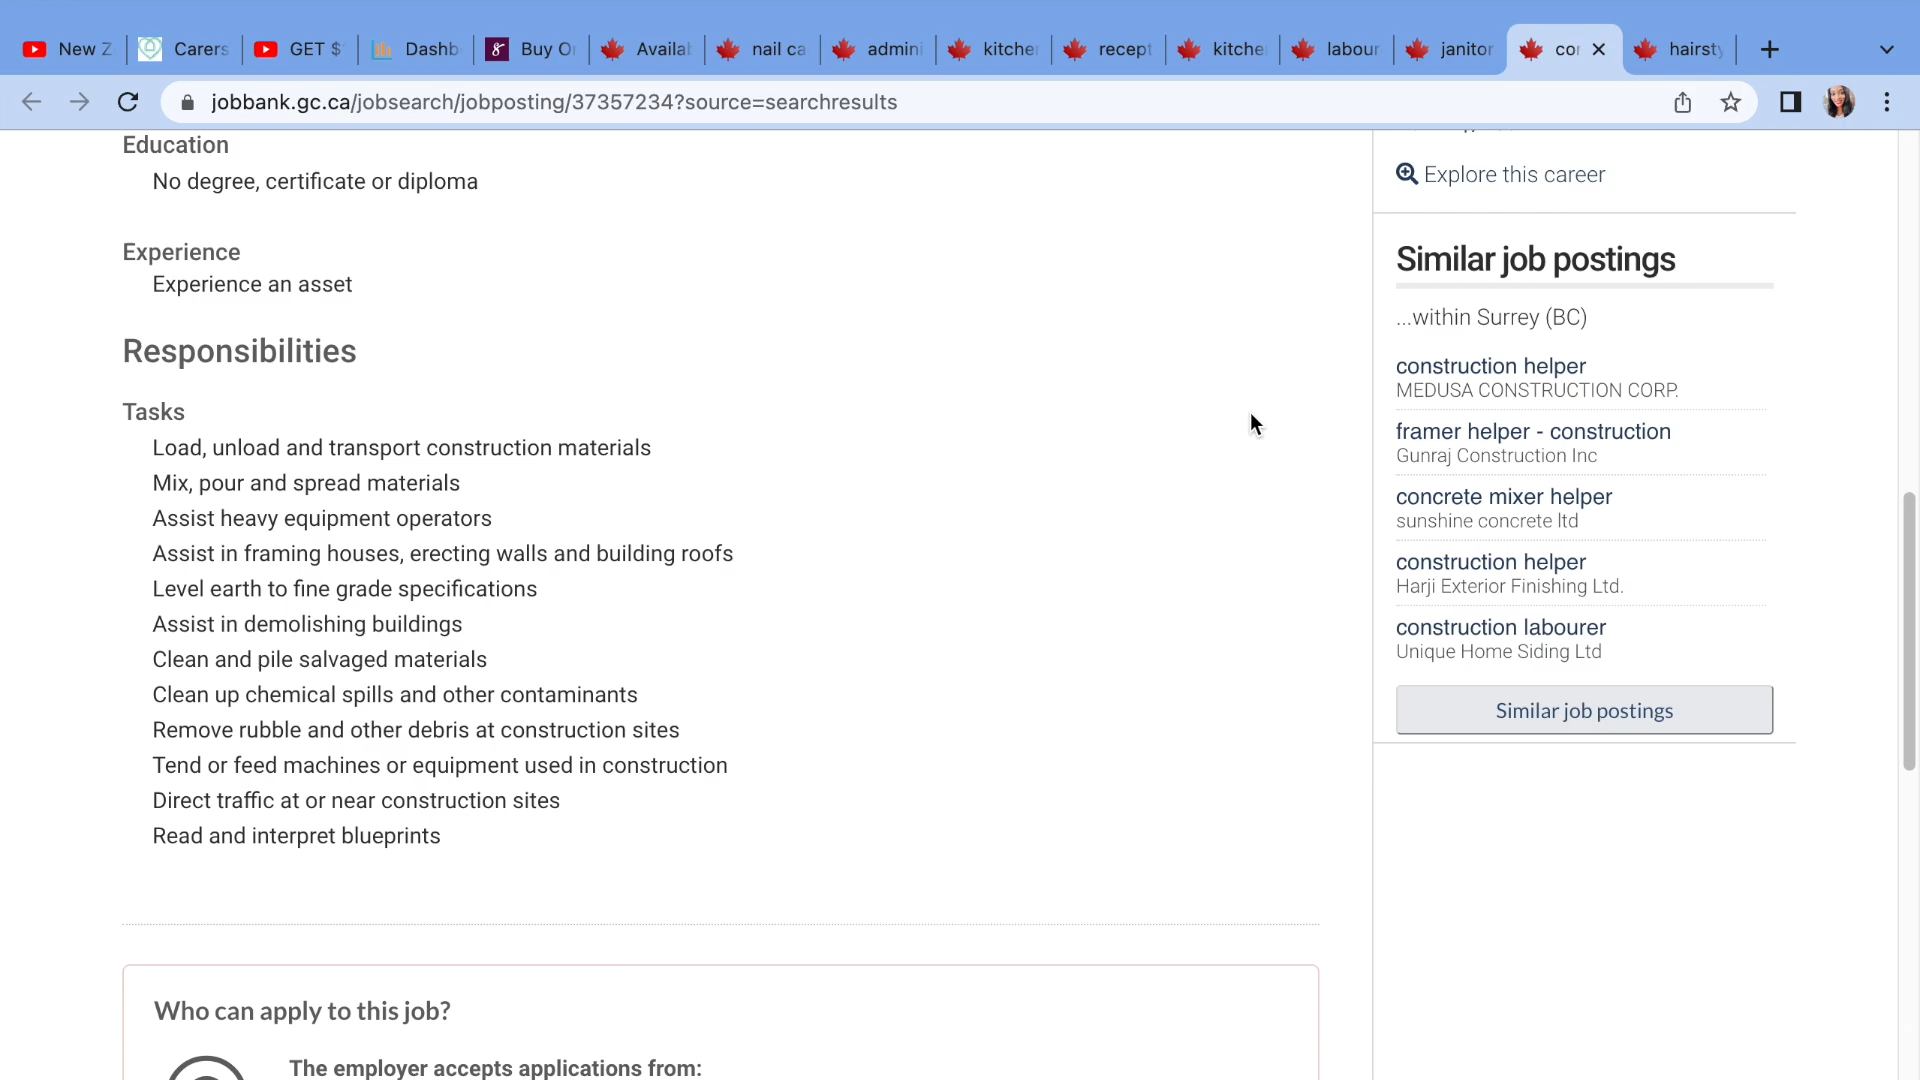 New Z
Carers
GET $
Dashb
Buy O
Availa
nail ca
admini
kitche
recept
kitche
labour
janitor
hairsty
jobbank.gc.ca/jobsearch/jobposting/37357234?source=searchresults
Education
No degree, certificate or diploma
Experience
Experience an asset
Responsibilities
Tasks
Load, unload and transport construction materials
Mix, pour and spread materials
Assist heavy equipment operators
Assist in framing houses, erecting walls and building roofs
Level earth to fine grade specifications
Assist in demolishing buildings
Clean and pile salvaged materials
Clean up chemical spills and other contaminants
Remove rubble and other debris at construction sites
Tend or feed machines or equipment used in construction
Direct traffic at or near construction sites
Read and interpret blueprints
Who can apply to this job?
The employer accepts applications from:
Explore this career
Similar job postings
...within Surrey (BC)
construction helper
MEDUSA CONSTRUCTION CORP.
framer helper - construction
Gunraj Construction Inc
concrete mixer helper
sunshine concrete ltd
construction helper
Harji Exterior Finishing Ltd.
construction labourer
Unique Home Siding Ltd
Similar job postings